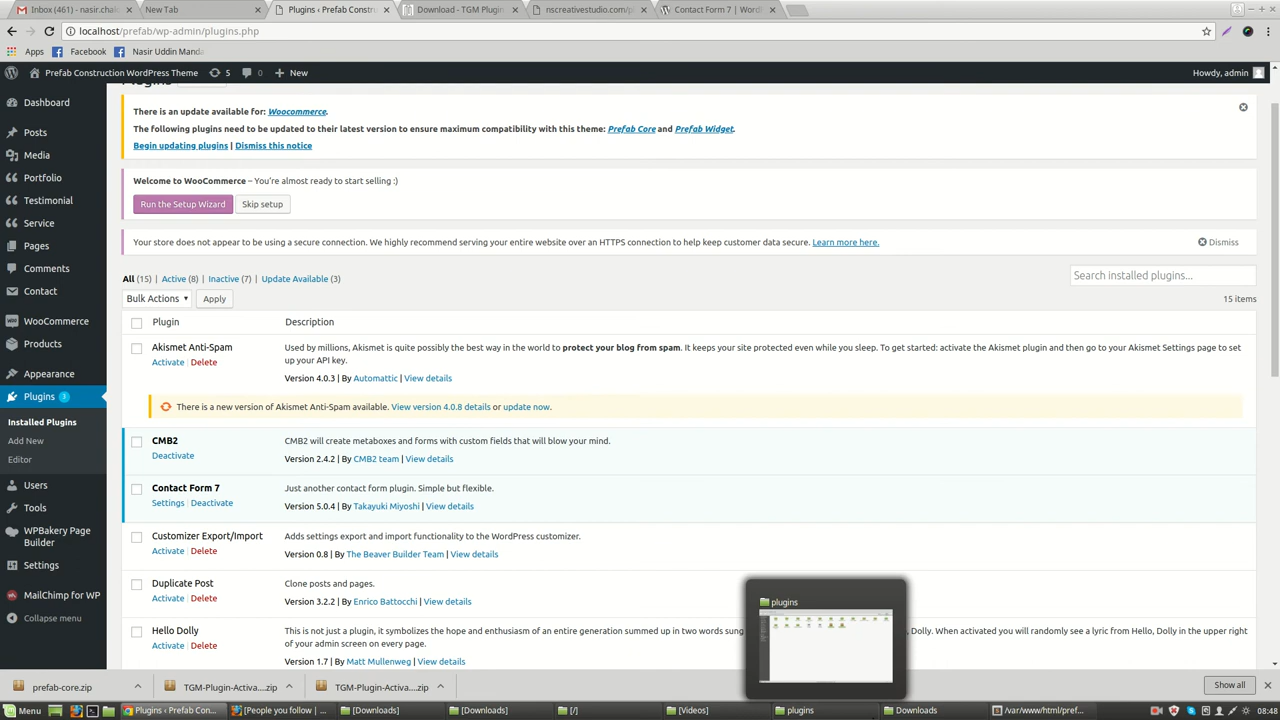 Inbox (461) - nasir.chak
New Tab
Plugins ‹ Prefab Constru
Download - TGM Plugin
nscreativestudio.com/p
Contact Form 7 | Word
localhost/prefab/wp-admin/plugins.php
Apps
Facebook
Nasir Uddin Mand
Prefab Construction WordPress Theme
5
0
New
Howdy, admin
Plugins
Dashboard
Posts
Media
Portfolio
Testimonial
Service
Pages
Comments
Contact
WooCommerce
Products
Appearance
Plugins 3
Installed Plugins
Add New
Editor
Users
Tools
WPBakery Page
Builder
Settings
MailChimp for WP
Collapse menu
There is an update available for: Woocommerce.
The following plugins need to be updated to their latest version to ensure maximum compatibility with this theme: Prefab Core and Prefab Widget.
Begin updating plugins | Dismiss this notice
Welcome to WooCommerce – You're almost ready to start selling :)
Run the Setup Wizard
Skip setup
Your store does not appear to be using a secure connection. We highly recommend serving your entire website over an HTTPS connection to help keep customer data secure. Learn more here.
Dismiss
All (15) | Active (8) | Inactive (7) | Update Available (3)
Search installed plugins...
Bulk Actions
Apply
15 items
Plugin
Description
Akismet Anti-Spam
Activate | Delete
Used by millions, Akismet is quite possibly the best way in the world to protect your blog from spam. It keeps your site protected even while you sleep. To get started: activate the Akismet plugin and then go to your Akismet Settings page to set
up your API key.
Version 4.0.3 | By Automattic | View details
There is a new version of Akismet Anti-Spam available. View version 4.0.8 details or update now.
CMB2
Deactivate
CMB2 will create metaboxes and forms with custom fields that will blow your mind.
Version 2.4.2 | By CMB2 team | View details
Contact Form 7
Settings | Deactivate
Just another contact form plugin. Simple but flexible.
Version 5.0.4 | By Takayuki Miyoshi | View details
Customizer Export/Import
Activate | Delete
Adds settings export and import functionality to the WordPress customizer.
Version 0.8 | By The Beaver Builder Team | View details
Duplicate Post
Activate | Delete
Clone posts and pages.
Version 3.2.2 | By Enrico Battocchi | View details
Hello Dolly
Activate | Delete
This is not just a plugin, it symbolizes the hope and enthusiasm of an entire generation summed up in two words sung
, Dolly. When activated you will randomly see a lyric from Hello, Dolly in the upper right
of your admin screen on every page.
Version 1.7 | By Matt Mullenweg | View details
plugins
prefab-core.zip
TGM-Plugin-Activa....zip
TGM-Plugin-Activa....zip
Show all
Menu
Plugins ‹ Prefab Cons...
[People you follow | ...
[Downloads]
[Downloads]
[/]
[Videos]
plugins
Downloads
/var/www/html/pref...
08:48